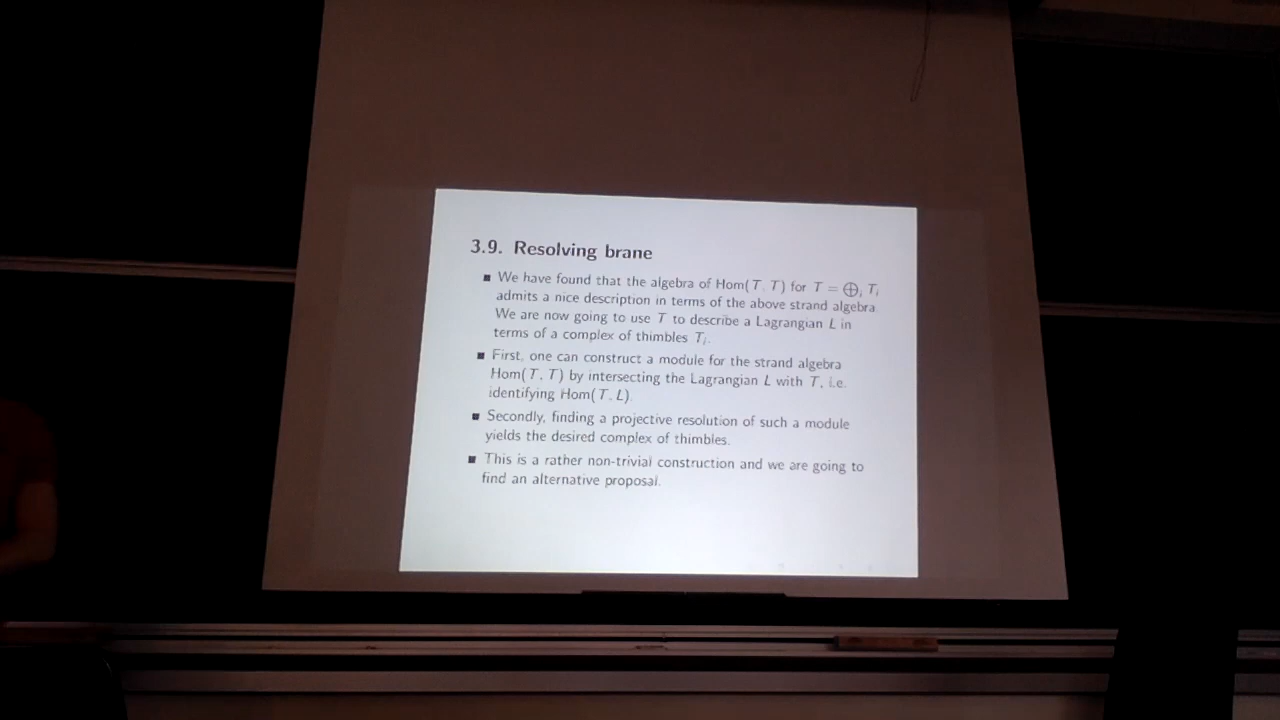 3.9. Resolving brane
■ We have found that the algebra of Hom(T, T) for T = ⊕ᵢ Tᵢ
admits a nice description in terms of the above strand algebra.
We are now going to use T to describe a Lagrangian L in
terms of a complex of thimbles Tᵢ.
■ First, one can construct a module for the strand algebra
Hom(T, T) by intersecting the Lagrangian L with T, i.e.
identifying Hom(T, L).
■ Secondly, finding a projective resolution of such a module
yields the desired complex of thimbles.
■ This is a rather non-trivial construction and we are going to
find an alternative proposal.